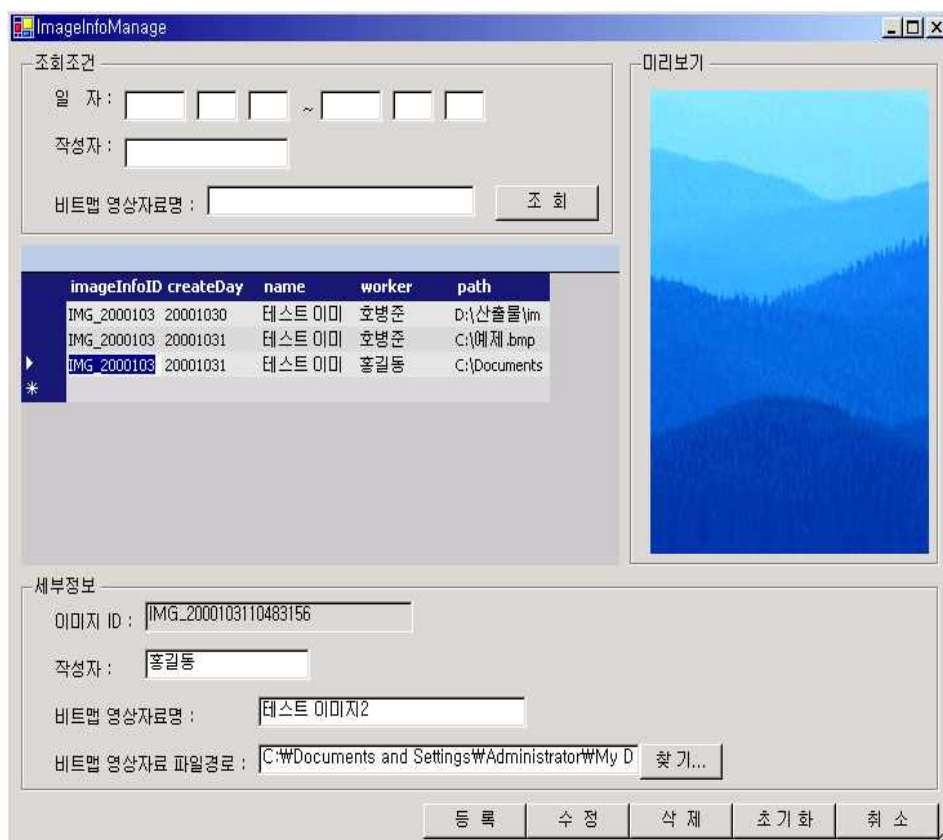 ImageInfoManage
조회조건
일 자 :
~
작성자 :
비트맵 영상자료명 :
조 회
미리보기
imageInfoID createDay name worker path
IMG_2000103 20001030 테스트 이미 호병준 D:\산출물\im
IMG_2000103 20001031 테스트 이미 호병준 C:\예제.bmp
IMG_2000103 20001031 테스트 이미 홍길동 C:\Documents
세부정보
이미지 ID : IMG_2000103110483156
작성자 : 홍길동
비트맵 영상자료명 : 테스트 이미지2
비트맵 영상자료 파일경로 : C:₩Documents and Settings₩Administrator₩My D 찾 기...
등 록 수 정 삭 제 초 기 화 취 소